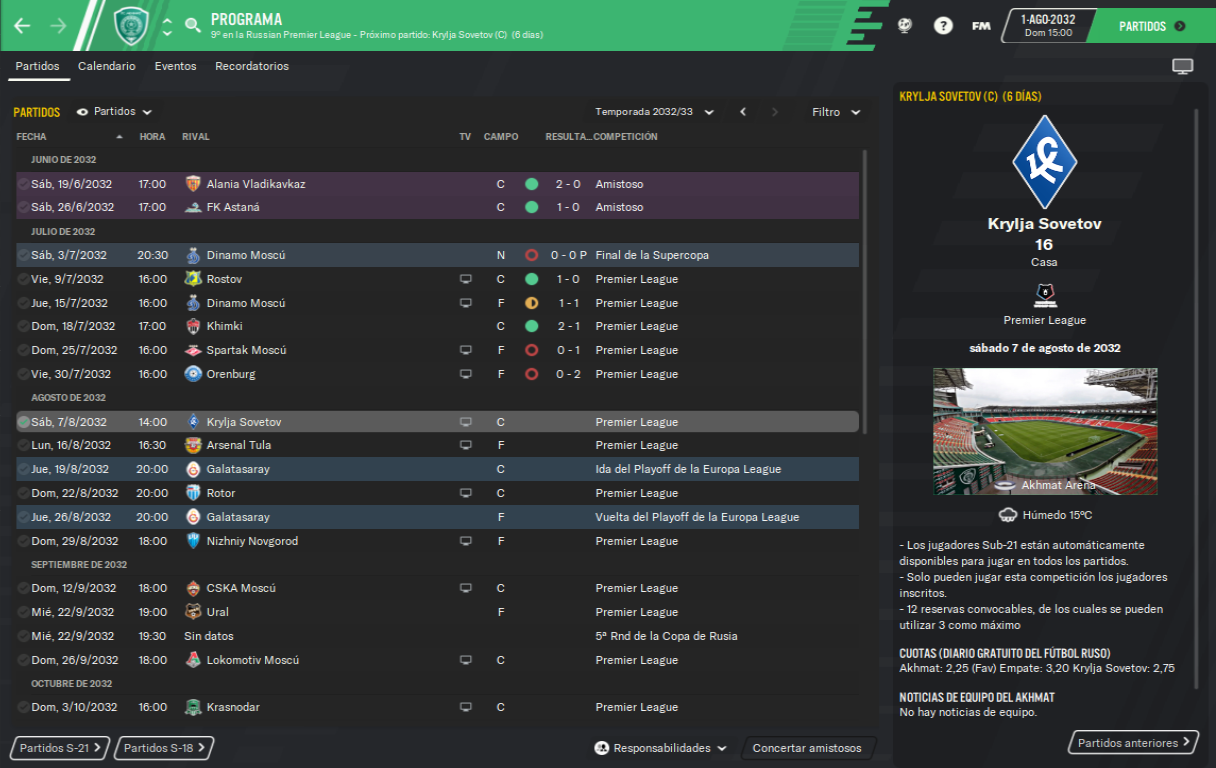 PROGRAMA
9º en la Russian Premier League - Próximo partido: Krylja Sovetov (C) (6 días)
?
FM
1-AGO-2032
Dom 15:00
PARTIDOS
Partidos Calendario Eventos Recordatorios
PARTIDOS Partidos Temporada 2032/33 Filtro
FECHA HORA RIVAL TV CAMPO RESULTA... COMPETICIÓN
JUNIO DE 2032
Sáb, 19/6/2032 17:00 Alania Vladikavkaz C 2 - 0 Amistoso
Sáb, 26/6/2032 17:00 FK Astaná C 1 - 0 Amistoso
JULIO DE 2032
Sáb, 3/7/2032 20:30 Dinamo Moscú N 0 - 0 P Final de la Supercopa
Vie, 9/7/2032 16:00 Rostov C 1 - 0 Premier League
Jue, 15/7/2032 16:00 Dinamo Moscú F 1 - 1 Premier League
Dom, 18/7/2032 17:00 Khimki C 2 - 1 Premier League
Dom, 25/7/2032 16:00 Spartak Moscú F 0 - 1 Premier League
Vie, 30/7/2032 16:00 Orenburg F 0 - 2 Premier League
AGOSTO DE 2032
Sáb, 7/8/2032 14:00 Krylja Sovetov C Premier League
Lun, 16/8/2032 16:30 Arsenal Tula F Premier League
Jue, 19/8/2032 20:00 Galatasaray C Ida del Playoff de la Europa League
Dom, 22/8/2032 20:00 Rotor C Premier League
Jue, 26/8/2032 20:00 Galatasaray F Vuelta del Playoff de la Europa League
Dom, 29/8/2032 18:00 Nizhniy Novgorod F Premier League
SEPTIEMBRE DE 2032
Dom, 12/9/2032 18:00 CSKA Moscú C Premier League
Mié, 22/9/2032 19:00 Ural F Premier League
Mié, 22/9/2032 19:30 Sin datos 5ª Rnd de la Copa de Rusia
Dom, 26/9/2032 18:00 Lokomotiv Moscú C Premier League
OCTUBRE DE 2032
Dom, 3/10/2032 16:00 Krasnodar C Premier League
Partidos S-21 Partidos S-18 Responsabilidades Concertar amistosos
KRYLJA SOVETOV (C) (6 DÍAS)
Krylja Sovetov
16
Casa
Premier League
sábado 7 de agosto de 2032
Akhmat Arena
Húmedo 15ºC
- Los jugadores Sub-21 están automáticamente
disponibles para jugar en todos los partidos.
- Solo pueden jugar esta competición los jugadores
inscritos.
- 12 reservas convocables, de los cuales se pueden
utilizar 3 como máximo
CUOTAS (DIARIO GRATUITO DEL FÚTBOL RUSO)
Akhmat: 2,25 (Fav) Empate: 3,20 Krylja Sovetov: 2,75
NOTICIAS DE EQUIPO DEL AKHMAT
No hay noticias de equipo.
Partidos anteriores